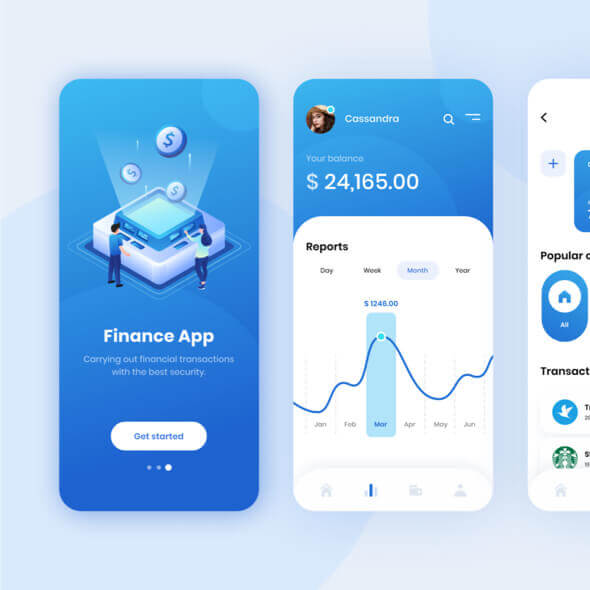 Finance App
Carrying out financial transactions
with the best security.
Get started
Cassandra
Your balance
$ 24,165.00
Reports
Day Week Month Year
$ 1246.00
Jan Feb Mar Apr May Jun
Popular
All